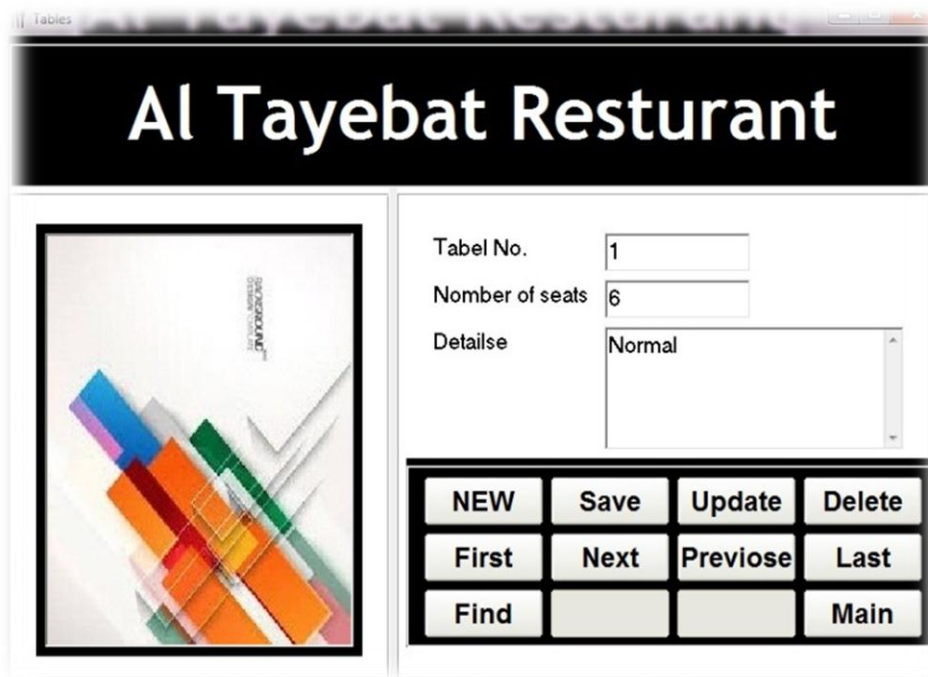 Tables
Al Tayebat Resturant
BACKGROUND
Tabel No.
1
Nomber of seats
6
Detailse
Normal
NEW
Save
Update
Delete
First
Next
Previose
Last
Find
Main